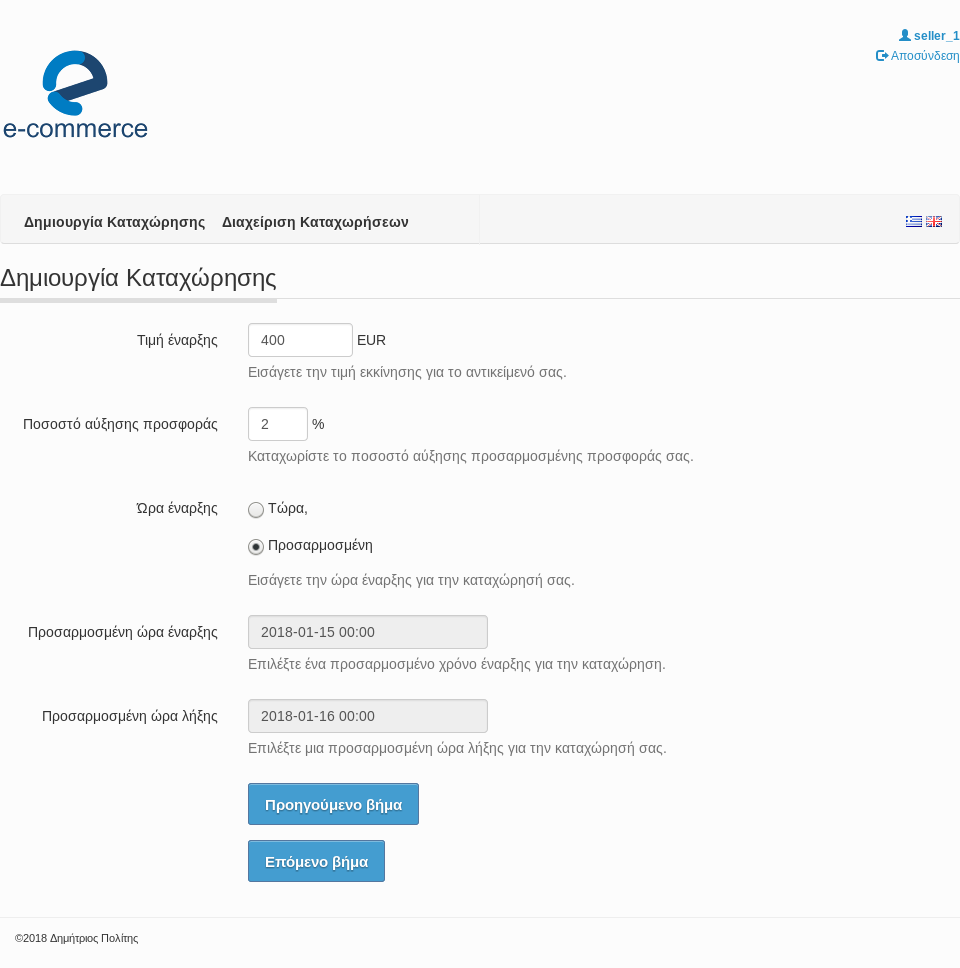 seller_1
Αποσύνδεση
e-commerce
Δημιουργία Καταχώρησης Διαχείριση Καταχωρήσεων
Δημιουργία Καταχώρησης
Τιμή έναρξης 400 EUR
Εισάγετε την τιμή εκκίνησης για το αντικείμενό σας.
Ποσοστό αύξησης προσφοράς 2 %
Καταχωρίστε το ποσοστό αύξησης προσαρμοσμένης προσφοράς σας.
Ώρα έναρξης Τώρα,
Προσαρμοσμένη
Εισάγετε την ώρα έναρξης για την καταχώρησή σας.
Προσαρμοσμένη ώρα έναρξης 2018-01-15 00:00
Επιλέξτε ένα προσαρμοσμένο χρόνο έναρξης για την καταχώρηση.
Προσαρμοσμένη ώρα λήξης 2018-01-16 00:00
Επιλέξτε μια προσαρμοσμένη ώρα λήξης για την καταχώρησή σας.
Προηγούμενο βήμα
Επόμενο βήμα
©2018 Δημήτριος Πολίτης